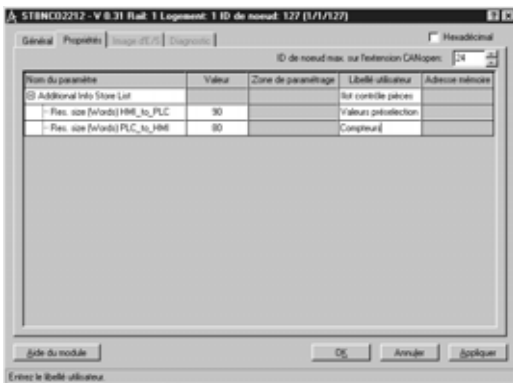 STBNCO2212 - V 0.31 Rail: 1 Logement: 1 ID de noeud: 127 (1/1/127)
Général Propriétés Image d'E/S Diagnostic
Hexadécimal
ID de noeud max. sur l'extension CANopen: 24
Nom du paramètre Valeur Zone de paramétrage Libellé utilisateur Adresse mémoire
Additional Info Store List Ilot contrôle pièces
Res. size (Words) HMI_to_PLC 90 Valeurs présélection
Res. size (Words) PLC_to_HMI 80 Compteurs
Aide du module OK Annuler Appliquer
Entrez le libellé utilisateur.